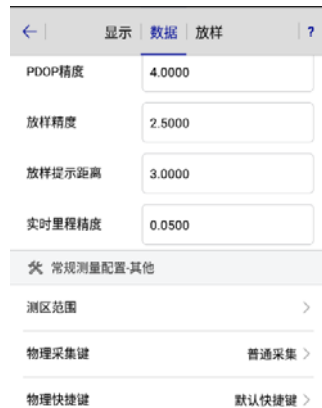 显示 数据 放样 ?
PDOP精度 4.0000
放样精度 2.5000
放样提示距离 3.0000
实时里程精度 0.0500
常规测量配置-其他
测区范围
物理采集键 普通采集
物理快捷键 默认快捷键